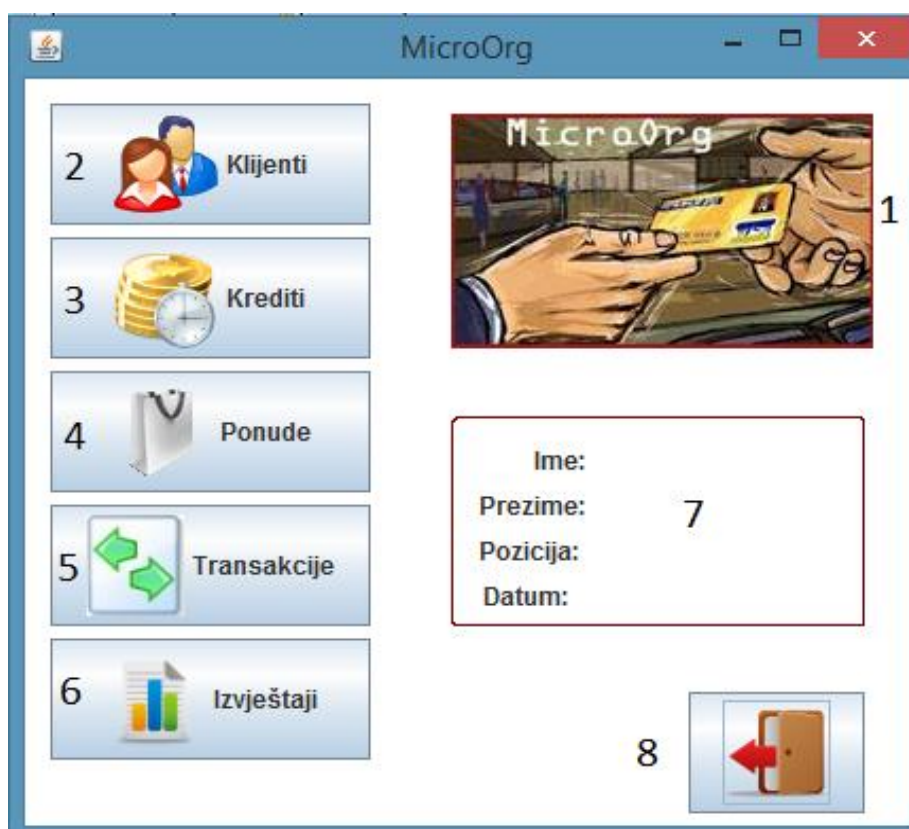 MicroOrg
2 Klijenti
MicroOrg
1
3 Krediti
4 Ponude
5 Transakcije
6 Izvještaji
Ime:
Prezime:
7
Pozicija:
Datum:
8